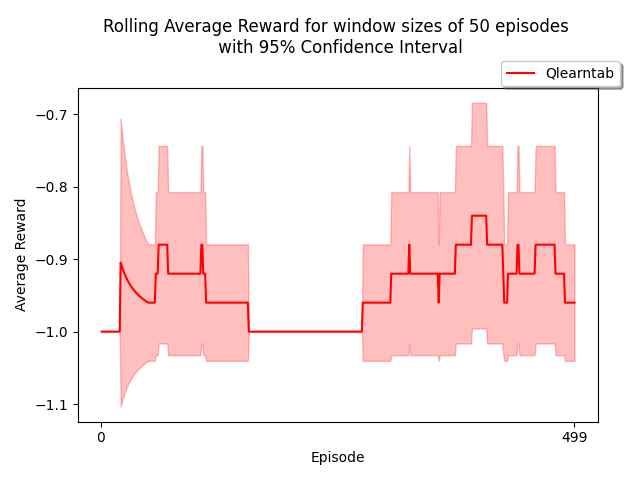 Rolling Average Reward for window sizes of 50 episodes
with 95% Confidence Interval
Qlearntab
−0.7
−0.8
−0.9
−1.0
−1.1
Average Reward
0
499
Episode